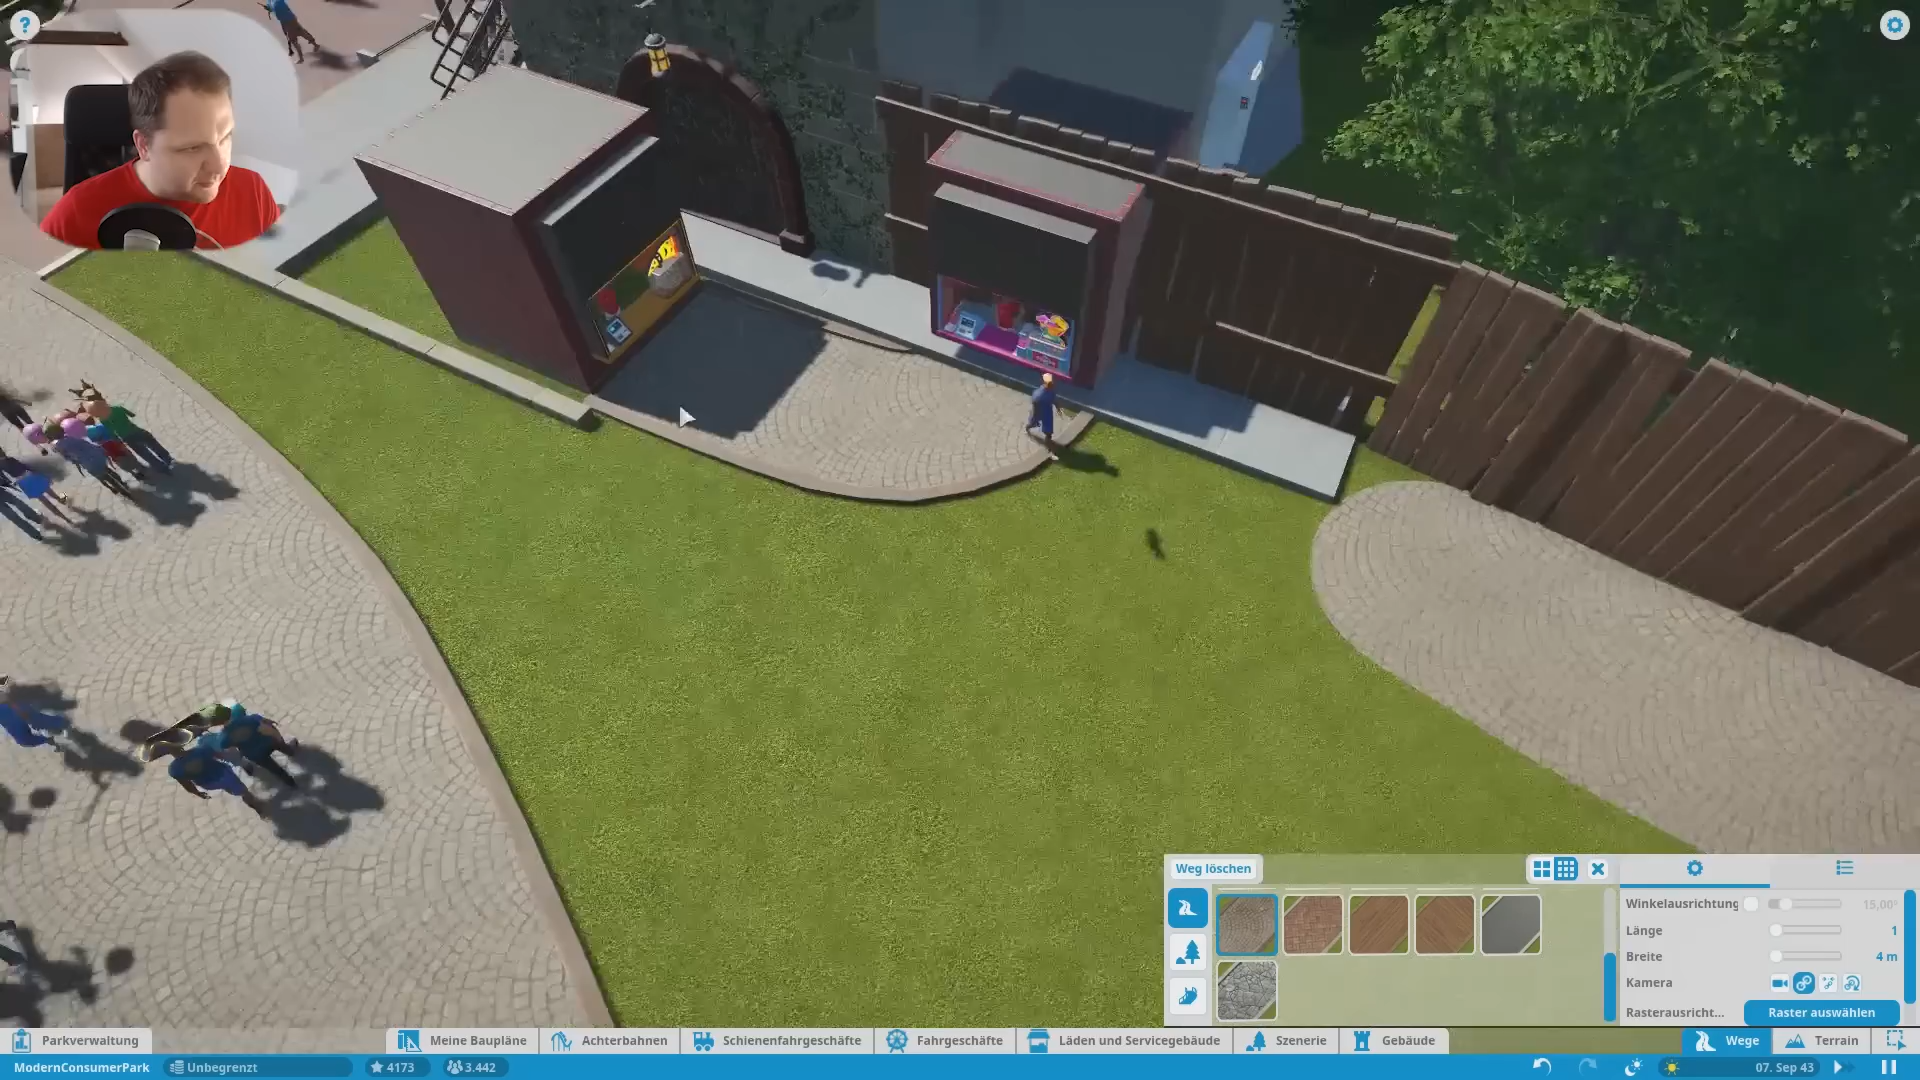 ?
Weg löschen
Winkelausrichtung 15,00°
Länge 1
Breite 4 m
Kamera
Rasterausricht... Raster auswählen
Parkverwaltung Meine Baupläne Achterbahnen Schienenfahrgeschäfte Fahrgeschäfte Läden und Servicegebäude Szenerie Gebäude Wege Terrain
ModernConsumerPark Unbegrenzt 4173 3.442 07. Sep 43